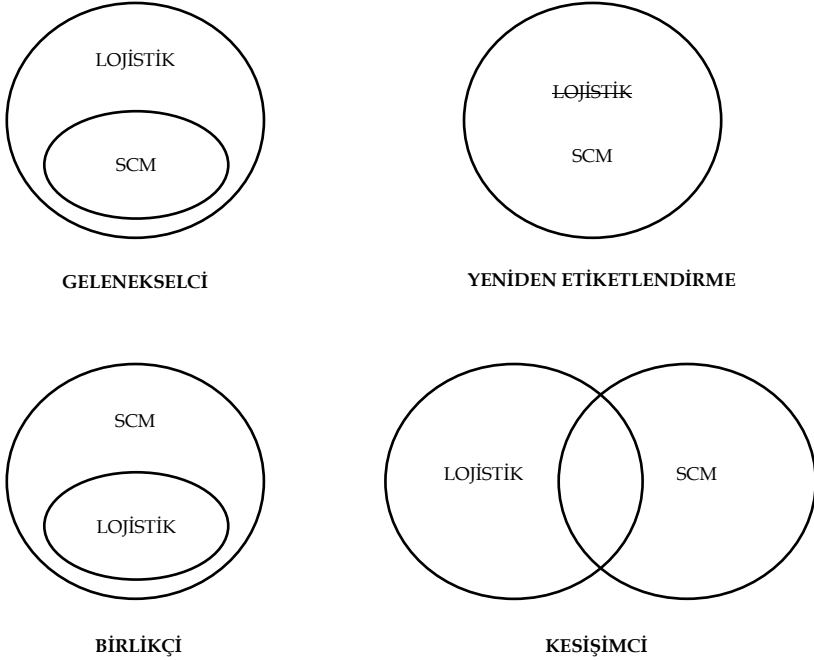 LOJİSTİK
SCM
GELENEKSELCİ
LOJİSTİK
SCM
YENİDEN ETİKETLENDİRME
SCM
LOJİSTİK
BİRLİKÇİ
LOJİSTİK
SCM
KESİŞİMCİ